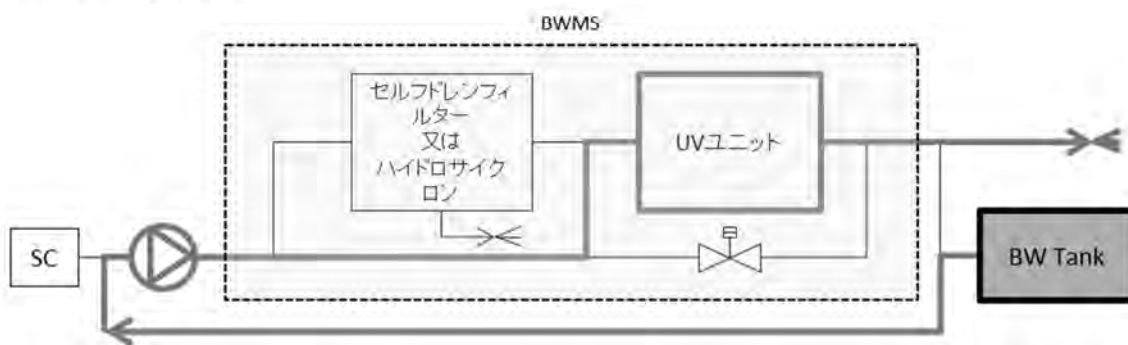 BWMS
セルフドレンフィ
ルター
又は
ハイドロサイク
ロン
UVユニット
SC
BW Tank